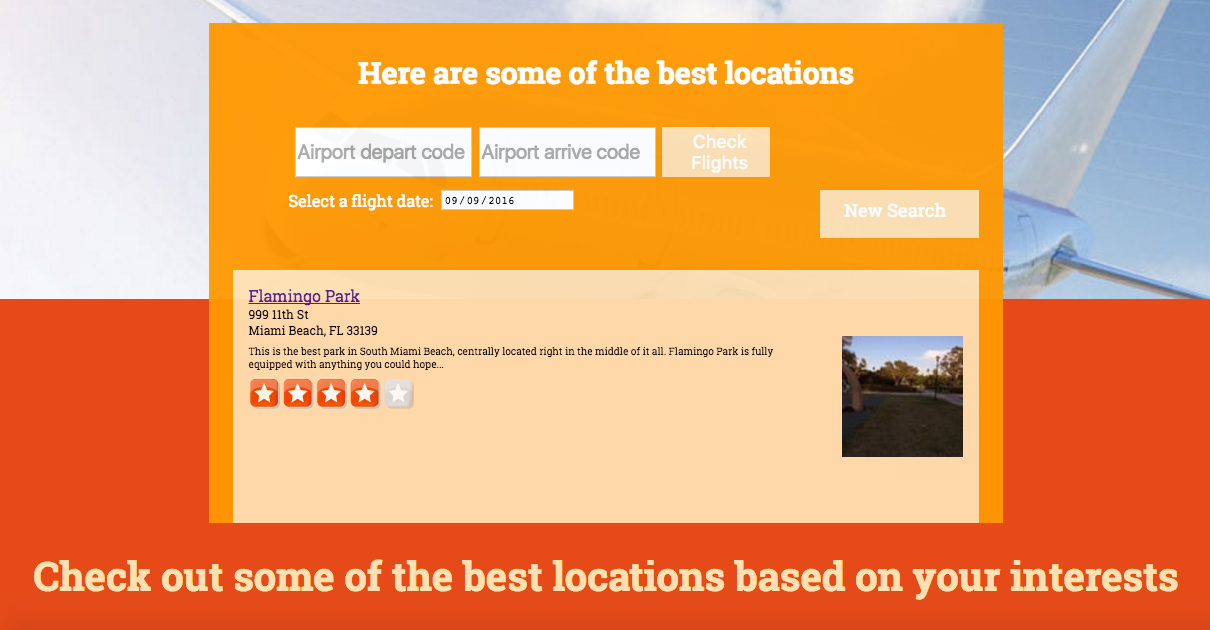 Here are some of the best locations
Airport depart code
Airport arrive code
Check
Flights
Select a flight date: 09/09/2016
New Search
Flamingo Park
999 11th St
Miami Beach, FL 33139
This is the best park in South Miami Beach, centrally located right in the middle of it all. Flamingo Park is fully
equipped with anything you could hope...
Check out some of the best locations based on your interests